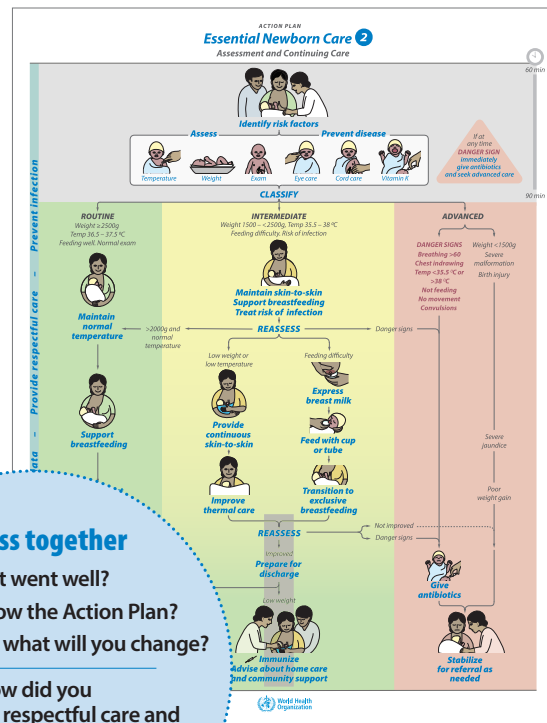 ACTION PLAN
Essential Newborn Care 2
Assessment and Continuing Care
60 min
Identify risk factors
Assess
Prevent disease
Temperature
Weight
Exam
Eye care
Cord care
Vitamin K
If at
any time
DANGER SIGN
immediately
give antibiotics
and seek advanced care
CLASSIFY
90 min
Prevent infection
–
Provide respectful care
–
ata
ROUTINE
Weight ≥2500g
Temp 36.5 – 37.5 ºC
Feeding well. Normal exam
Maintain
normal
temperature
Support
breastfeeding
INTERMEDIATE
Weight 1500 – <2500g, Temp 35.5 – 38 ºC
Feeding difficulty. Risk of infection
Maintain skin-to-skin
Support breastfeeding
Treat risk of infection
>2000g and
normal
temperature
REASSESS
Danger signs
Low weight or
low temperature
Provide
continuous
skin-to-skin
Improve
thermal care
Feeding difficulty
Express
breast milk
Feed with cup
or tube
Transition to
exclusive
breastfeeding
REASSESS
Not improved
Danger signs
Improved
Prepare for
discharge
Low weight
Immunize
Advise about home care
and community support
ADVANCED
DANGER SIGNS
Breathing >60
Chest indrawing
Temp <35.5 ºC or
>38 ºC
Not feeding
No movement
Convulsions
Weight <1500g
Severe
malformation
Birth injury
Severe
jaundice
Poor
weight gain
Give
antibiotics
Stabilize
for referral as
needed
ss together
t went well?
ow the Action Plan?
what will you change?
ow did you
respectful care and
World Health
Organization